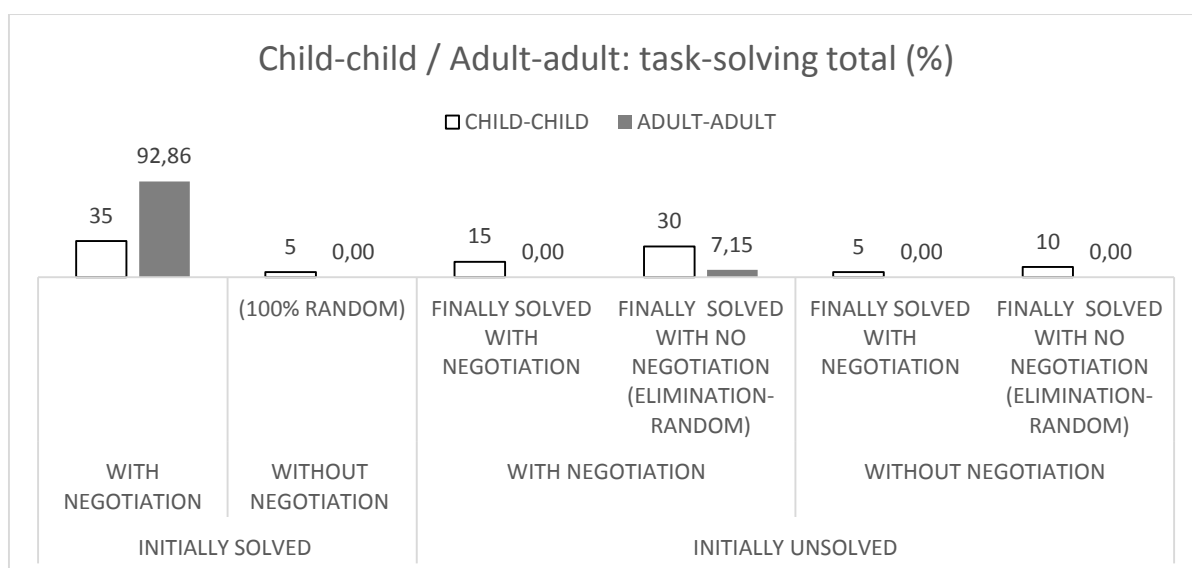 Child-child / Adult-adult: task-solving total (%)
CHILD-CHILD ADULT-ADULT
92,86
35
5 0,00
15 0,00
30
7,15
5 0,00
10 0,00
(100% RANDOM)
FINALLY SOLVED
WITH
NEGOTIATION
FINALLY SOLVED
WITH NO
NEGOTIATION
(ELIMINATION-
RANDOM)
FINALLY SOLVED
WITH
NEGOTIATION
FINALLY SOLVED
WITH NO
NEGOTIATION
(ELIMINATION-
RANDOM)
WITH
NEGOTIATION
WITHOUT
NEGOTIATION
WITH NEGOTIATION
WITHOUT NEGOTIATION
INITIALLY SOLVED
INITIALLY UNSOLVED